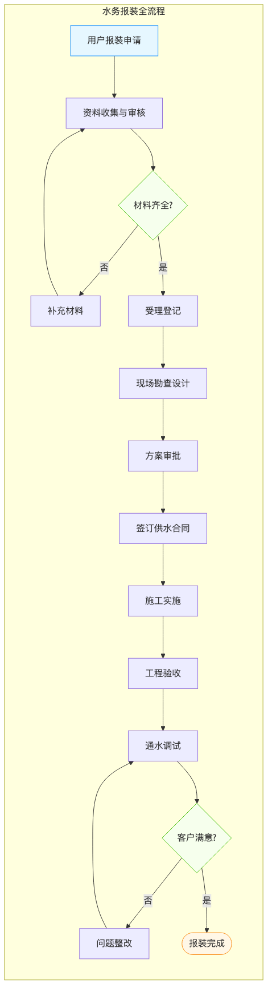 水务报装全流程
用户报装申请
资料收集与审核
材料齐全?
否
是
补充材料
受理登记
现场勘查设计
方案审批
签订供水合同
施工实施
工程验收
通水调试
客户满意?
否
是
问题整改
报装完成